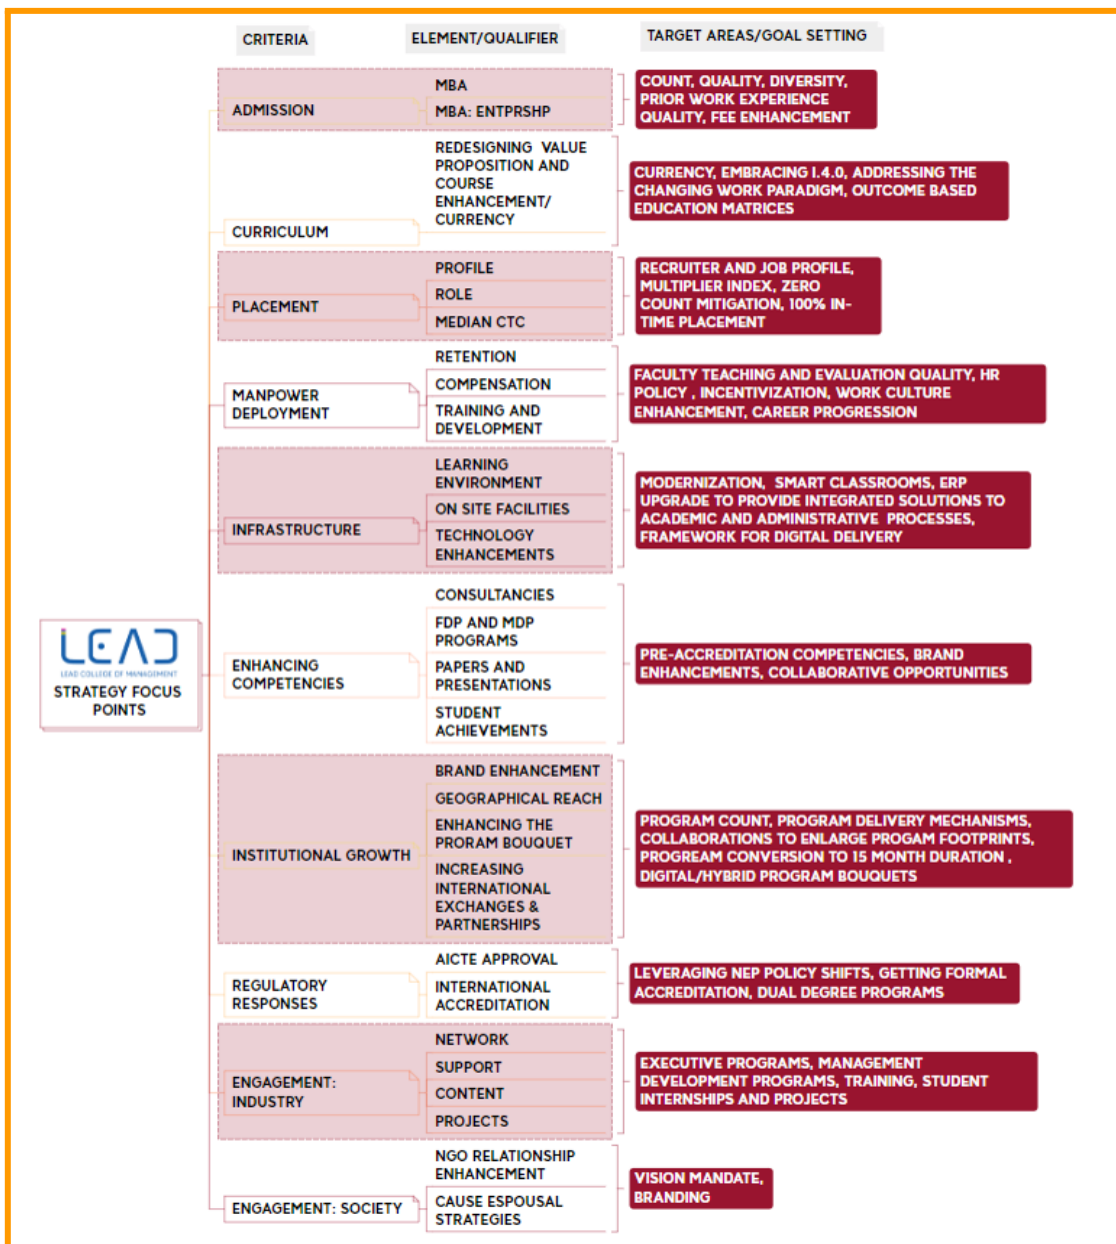 CRITERIA
ELEMENT/QUALIFIER
TARGET AREAS/GOAL SETTING
ADMISSION
MBA
MBA: ENTPRSHP
COUNT, QUALITY, DIVERSITY,
PRIOR WORK EXPERIENCE
QUALITY, FEE ENHANCEMENT
CURRICULUM
REDESIGNING VALUE
PROPOSITION AND
COURSE
ENHANCEMENT/
CURRENCY
CURRENCY, EMBRACING I.4.0, ADDRESSING THE
CHANGING WORK PARADIGM, OUTCOME BASED
EDUCATION MATRICES
PLACEMENT
PROFILE
ROLE
MEDIAN CTC
RECRUITER AND JOB PROFILE,
MULTIPLIER INDEX, ZERO
COUNT MITIGATION, 100% IN-
TIME PLACEMENT
MANPOWER
DEPLOYMENT
RETENTION
COMPENSATION
TRAINING AND
DEVELOPMENT
FACULTY TEACHING AND EVALUATION QUALITY, HR
POLICY , INCENTIVIZATION, WORK CULTURE
ENHANCEMENT, CAREER PROGRESSION
INFRASTRUCTURE
LEARNING
ENVIRONMENT
ON SITE FACILITIES
TECHNOLOGY
ENHANCEMENTS
MODERNIZATION, SMART CLASSROOMS, ERP
UPGRADE TO PROVIDE INTEGRATED SOLUTIONS TO
ACADEMIC AND ADMINISTRATIVE PROCESSES,
FRAMEWORK FOR DIGITAL DELIVERY
LEAD
LEAD COLLEGE OF MANAGEMENT
STRATEGY FOCUS
POINTS
ENHANCING
COMPETENCIES
CONSULTANCIES
FDP AND MDP
PROGRAMS
PAPERS AND
PRESENTATIONS
STUDENT
ACHIEVEMENTS
PRE-ACCREDITATION COMPETENCIES, BRAND
ENHANCEMENTS, COLLABORATIVE OPPORTUNITIES
INSTITUTIONAL GROWTH
BRAND ENHANCEMENT
GEOGRAPHICAL REACH
ENHANCING THE
PRORAM BOUQUET
INCREASING
INTERNATIONAL
EXCHANGES &
PARTNERSHIPS
PROGRAM COUNT, PROGRAM DELIVERY MECHANISMS,
COLLABORATIONS TO ENLARGE PROGAM FOOTPRINTS,
PROGREAM CONVERSION TO 15 MONTH DURATION ,
DIGITAL/HYBRID PROGRAM BOUQUETS
REGULATORY
RESPONSES
AICTE APPROVAL
INTERNATIONAL
ACCREDITATION
LEVERAGING NEP POLICY SHIFTS, GETTING FORMAL
ACCREDITATION, DUAL DEGREE PROGRAMS
ENGAGEMENT:
INDUSTRY
NETWORK
SUPPORT
CONTENT
PROJECTS
EXECUTIVE PROGRAMS, MANAGEMENT
DEVELOPMENT PROGRAMS, TRAINING, STUDENT
INTERNSHIPS AND PROJECTS
ENGAGEMENT: SOCIETY
NGO RELATIONSHIP
ENHANCEMENT
CAUSE ESPOUSAL
STRATEGIES
VISION MANDATE,
BRANDING